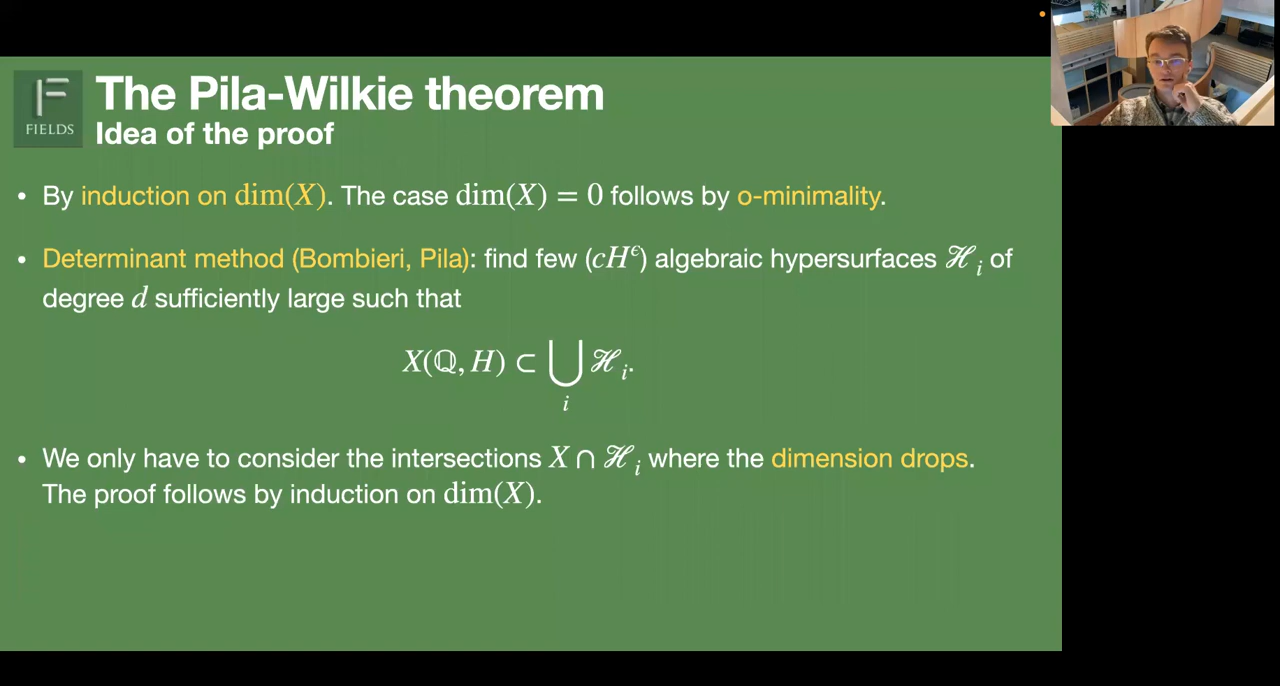 The Pila-Wilkie theorem
FIELDS
Idea of the proof
• By induction on dim(X). The case dim(X) = 0 follows by o-minimality.
• Determinant method (Bombieri, Pila): find few (cH^ϵ) algebraic hypersurfaces ℋ_i of
degree d sufficiently large such that
X(ℚ, H) ⊂ ⋃_i ℋ_i.
• We only have to consider the intersections X ∩ ℋ_i where the dimension drops.
The proof follows by induction on dim(X).